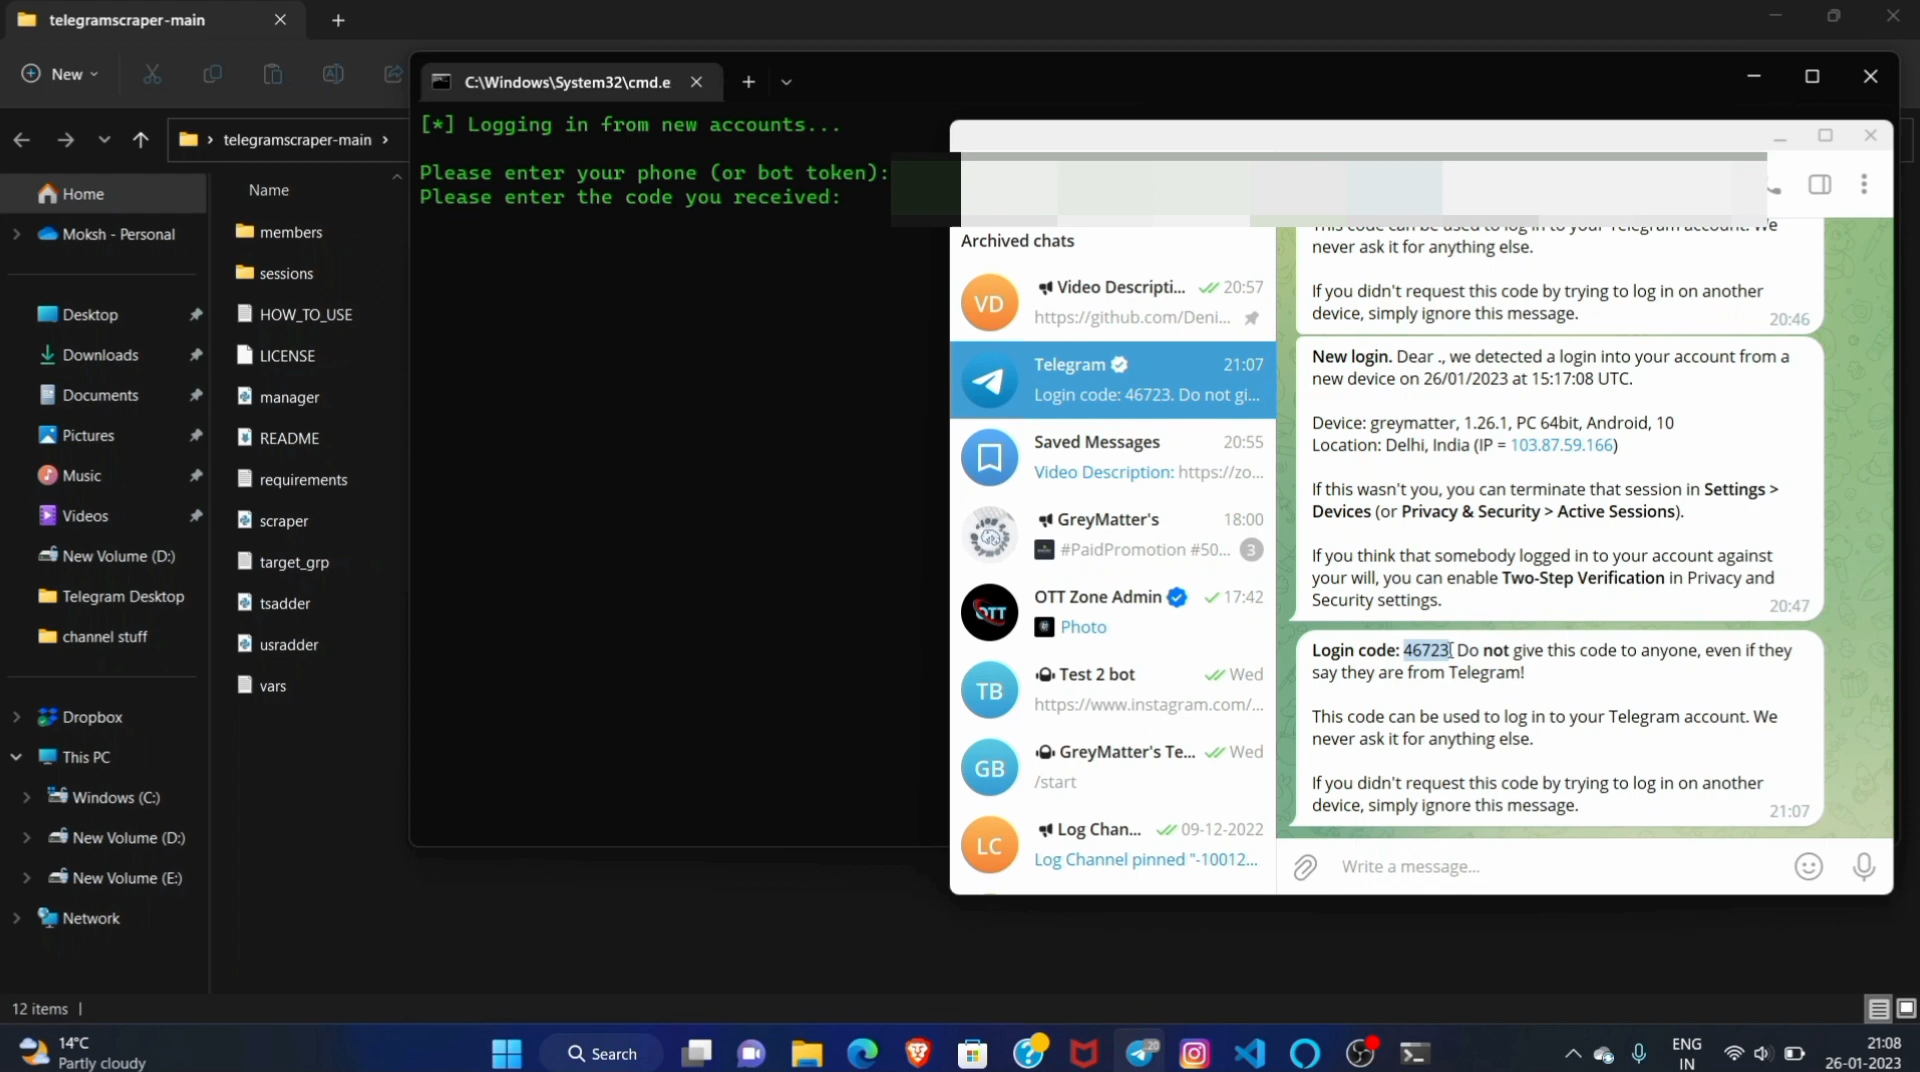 telegramscraper-main
New
telegramscraper-main
Home
Moksh - Personal
Desktop
Downloads
Documents
Pictures
Music
Videos
New Volume (D:)
Telegram Desktop
channel stuff
Dropbox
This PC
Windows (C:)
New Volume (D:)
New Volume (E:)
Network
Name
members
sessions
HOW_TO_USE
LICENSE
manager
README
requirements
scraper
target_grp
tsadder
usradder
vars
12 items
C:\Windows\System32\cmd.e
[*] Logging in from new accounts...
Please enter your phone (or bot token):
Please enter the code you received:
Archived chats
Video Descripti... 20:57
https://github.com/Deni...
Telegram 21:07
Login code: 46723. Do not gi...
Saved Messages 20:55
Video Description: https://zo...
GreyMatter's 18:00
#PaidPromotion #50... 3
OTT Zone Admin 17:42
OTT
Photo
Test 2 bot Wed
https://www.instagram.com/...
GreyMatter's Te... Wed
/start
Log Chan... 09-12-2022
Log Channel pinned "-10012...
VD
TB
GB
LC
This code can be used to log in to your Telegram account. We
never ask it for anything else.
If you didn't request this code by trying to log in on another
device, simply ignore this message.
20:46
New login. Dear ., we detected a login into your account from a
new device on 26/01/2023 at 15:17:08 UTC.
Device: greymatter, 1.26.1, PC 64bit, Android, 10
Location: Delhi, India (IP = 103.87.59.166)
If this wasn't you, you can terminate that session in Settings >
Devices (or Privacy & Security > Active Sessions).
If you think that somebody logged in to your account against
your will, you can enable Two-Step Verification in Privacy and
Security settings.
20:47
Login code: 46723. Do not give this code to anyone, even if they
say they are from Telegram!
This code can be used to log in to your Telegram account. We
never ask it for anything else.
If you didn't request this code by trying to log in on another
device, simply ignore this message.
21:07
Write a message...
14°C
Partly cloudy
Search
20
ENG
IN
21:08
26-01-2023